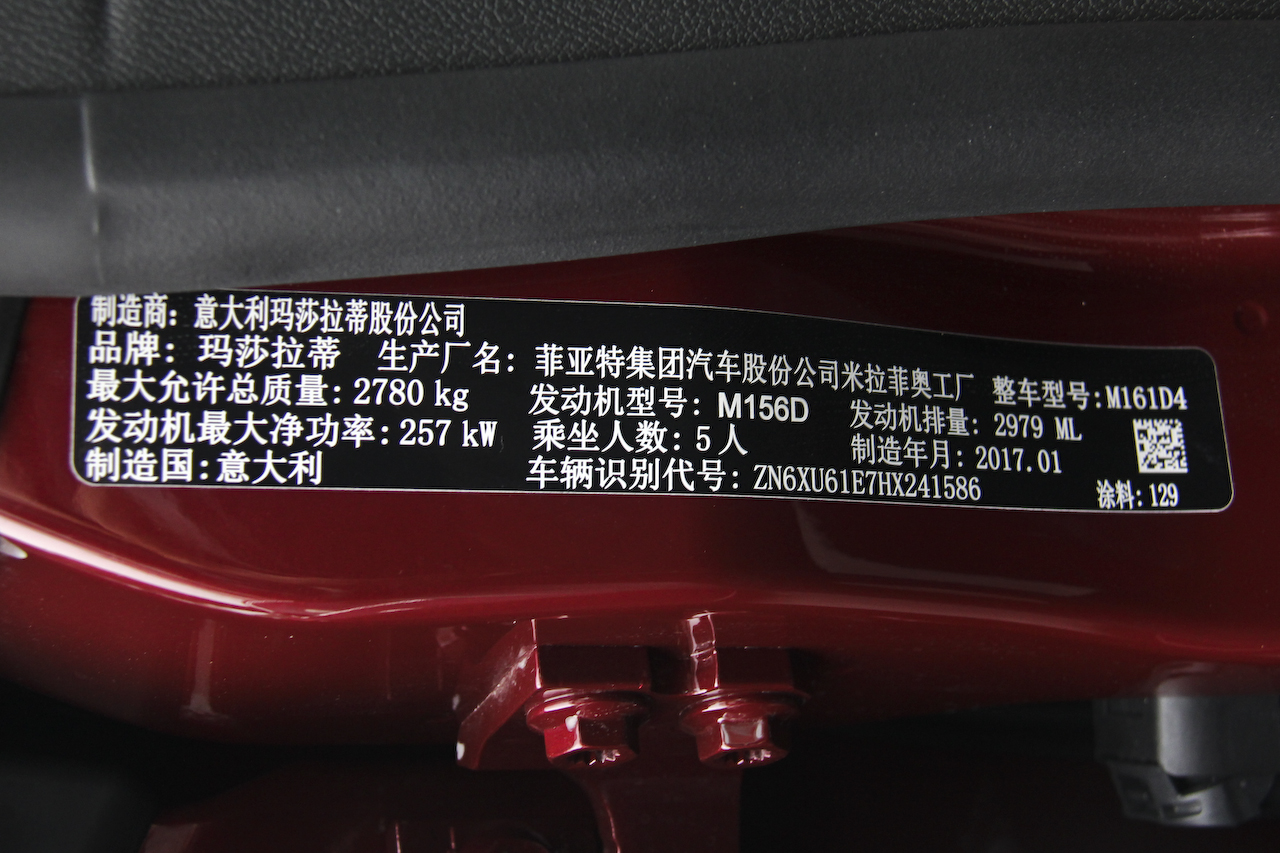 制造商: 意大利玛莎拉蒂股份公司
品牌: 玛莎拉蒂 生产厂名: 菲亚特集团汽车股份公司米拉菲奥工厂 整车型号:M161D4
最大允许总质量: 2780 kg 发动机型号: M156D 发动机排量: 2979 ML
发动机最大净功率: 257 kW 乘坐人数: 5 人 制造年月: 2017.01
制造国:意大利 车辆识别代号: ZN6XU61E7HX241586 涂料: 129